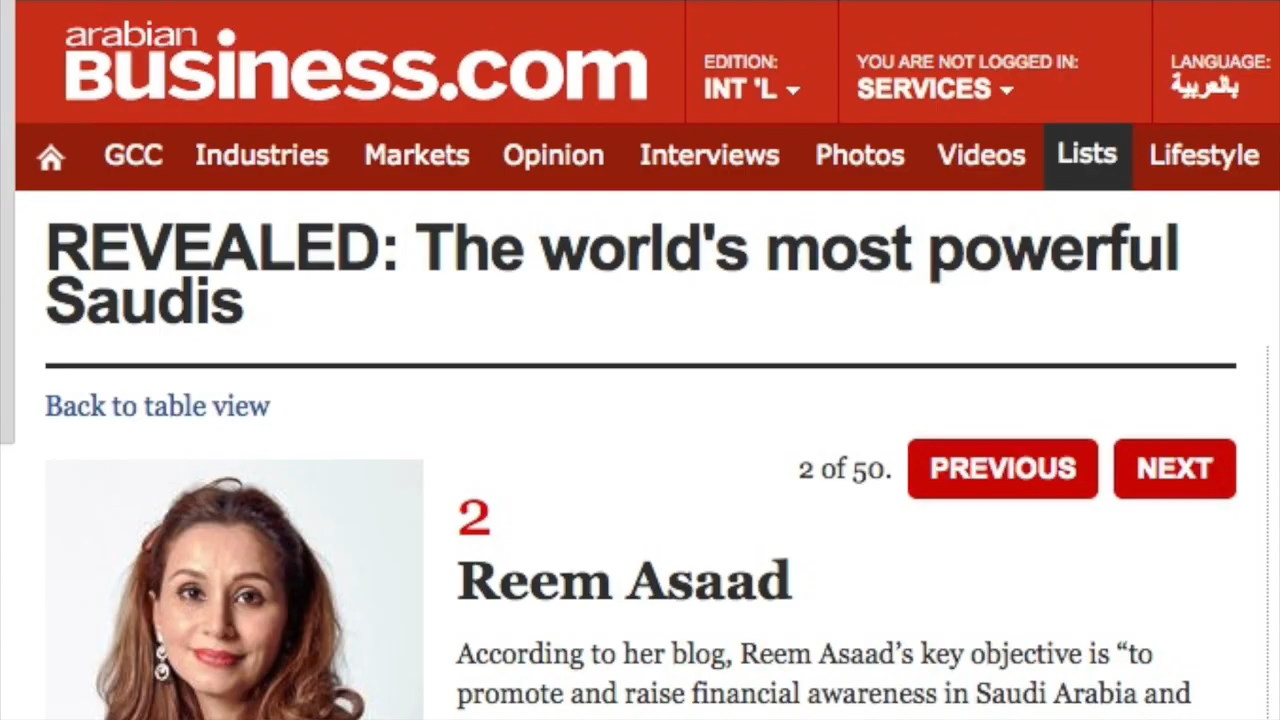 arabian
BUSINESS.com
EDITION:
INT 'L
YOU ARE NOT LOGGED IN:
SERVICES
LANGUAGE:
بالعربية
GCC
Industries
Markets
Opinion
Interviews
Photos
Videos
Lists
Lifestyle
REVEALED: The world's most powerful
Saudis
Back to table view
2 of 50.
PREVIOUS
NEXT
2
Reem Asaad
According to her blog, Reem Asaad’s key objective is “to
promote and raise financial awareness in Saudi Arabia and